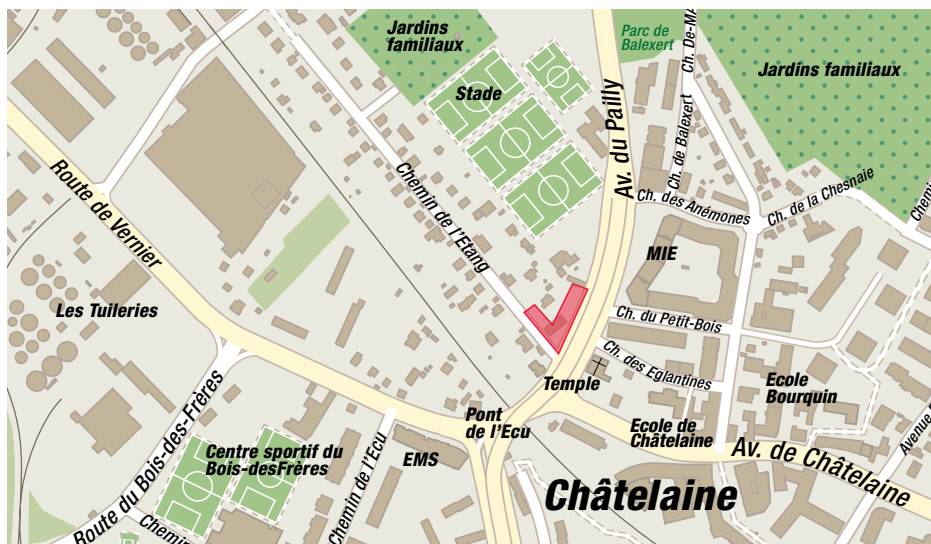 Jardins
familiaux
Parc de
Balexert
Ch. De-MA
Jardins familiaux
Stade
Av. du Pailly
Ch. de Balexert
Chemin de l'Etang
Ch. des Anémones
Ch. de la Chesnaie
Chemi
Route de Vernier
MIE
Les Tuileries
Ch. du Petit-Bois
Ch. des Eglantines
Temple
Ecole
Bourquin
Pont
de l'Ecu
Ecole de
Châtelaine
Route du Bois-des-Frères
Centre sportif du
Bois-desFrères
Chemin de l'Ecu
EMS
Av. de Châtelaine
Avenue
Châtelaine
Chemin